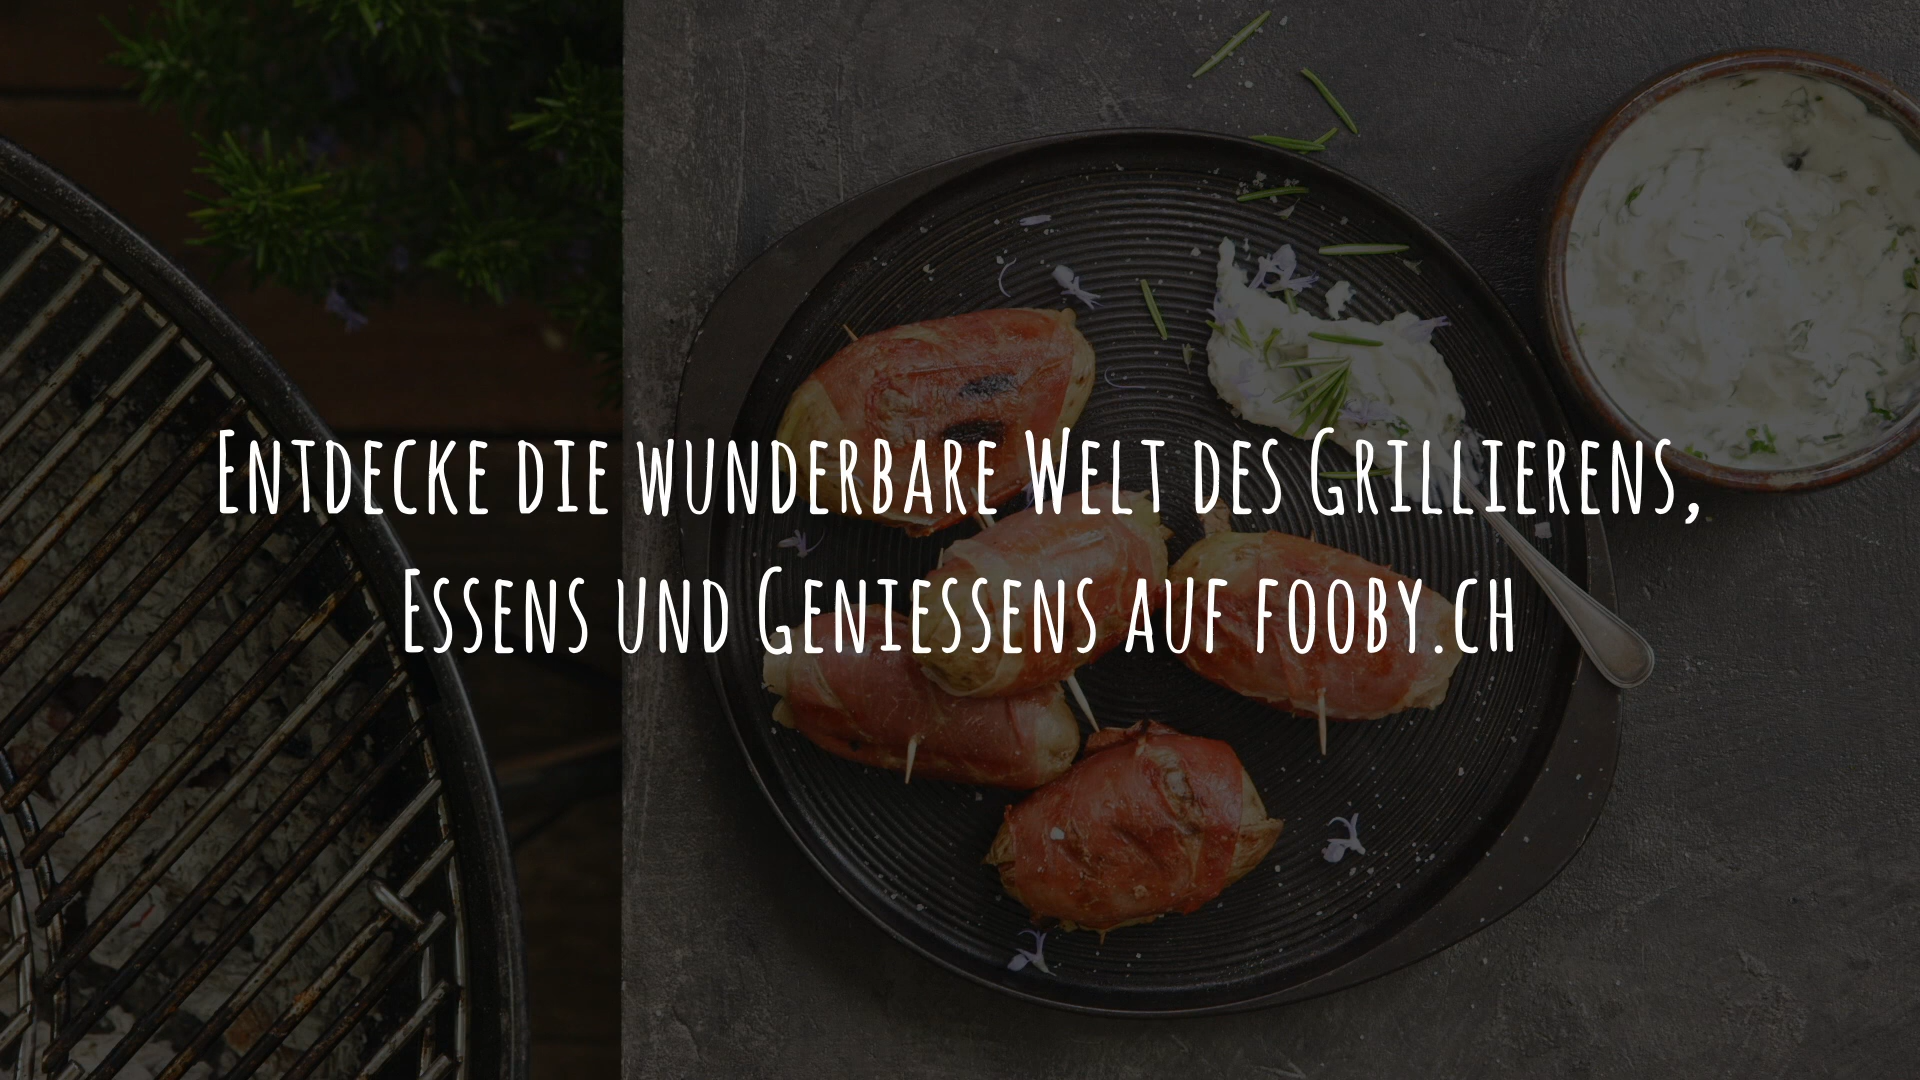 Entdecke die wunderbare Welt des Grillierens,
Essens und Geniessens auf fooby.ch